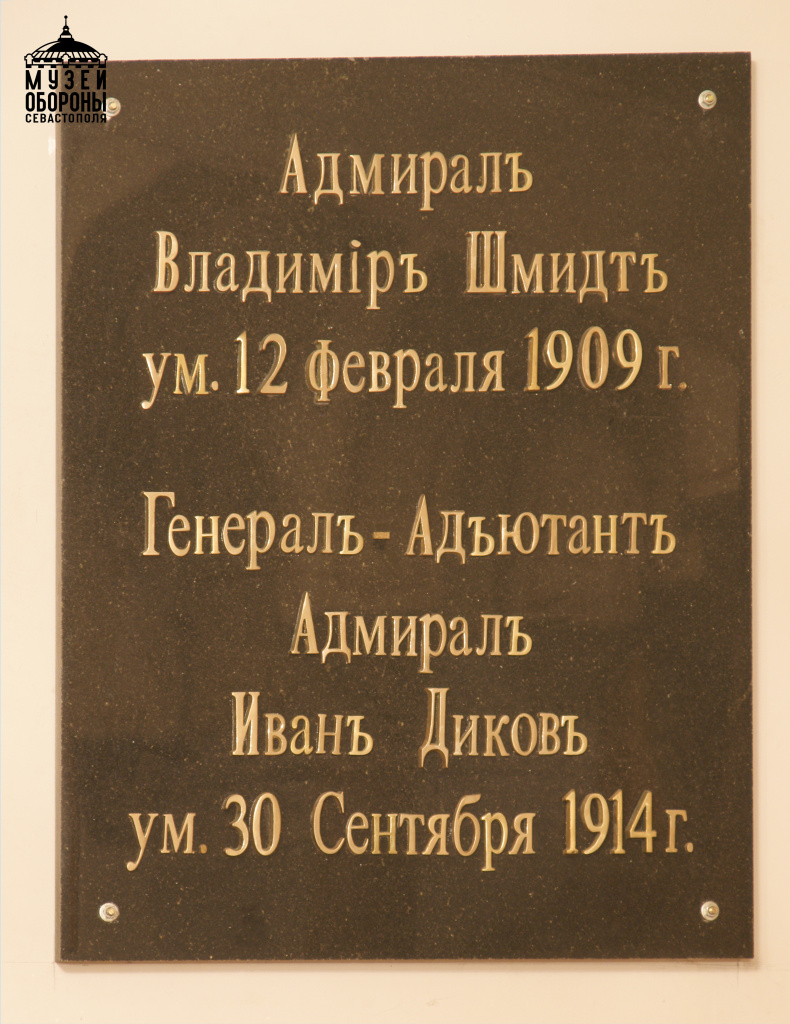 МУЗЕЙ
ОБОРОНЫ
СЕВАСТОПОЛЯ
Адмиралъ
Владиміръ Шмидтъ
ум. 12 февраля 1909 г.
Генералъ-Адъютантъ
Адмиралъ
Иванъ Диковъ
ум. 30 Сентября 1914 г.